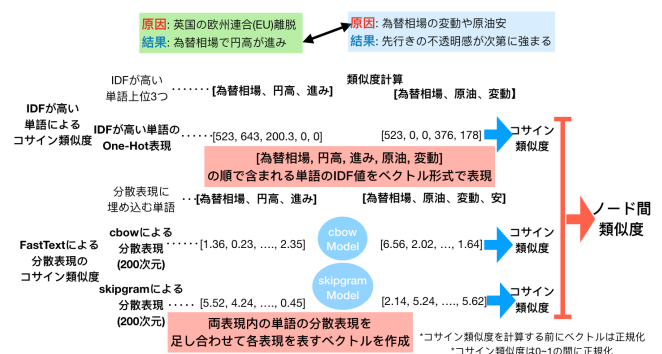 原因: 英国の欧州連合(EU)離脱
結果: 為替相場で円高が進み
原因: 為替相場の変動や原油安
結果: 先行きの不透明感が次第に強まる
類似度計算
IDFが高い
単語上位3つ
[為替相場、円高、進み]
[為替相場、原油、変動】
IDFが高い
単語による
コサイン類似度
IDFが高い単語の
One-Hot表現
[523, 643, 200.3, 0, 0]
[523, 0, 0, 376, 178]
コサイン
類似度
[為替相場, 円高, 進み, 原油, 変動]
の順で含まれる単語のIDF値をベクトル形式で表現
分散表現に
埋め込む単語
[為替相場、円高、進み]
[為替相場、原油、変動、安]
ノード間
類似度
FastTextによる
分散表現の
コサイン類似度
cbowによる
分散表現
(200次元)
[1.36, 0.23, …., 2.35]
cbow
Model
[6.56, 2.02, …, 1.64]
コサイン
類似度
skipgramによる
分散表現
(200次元)
[5.52, 4.24, …., 0.45]
skipgram
Model
[2.14, 5.24, …., 5.62]
コサイン
類似度
両表現内の単語の分散表現を
足し合わせて各表現を表すベクトルを作成
*コサイン類似度を計算する前にベクトルは正規化
*コサイン類似度は0~1の間に正規化